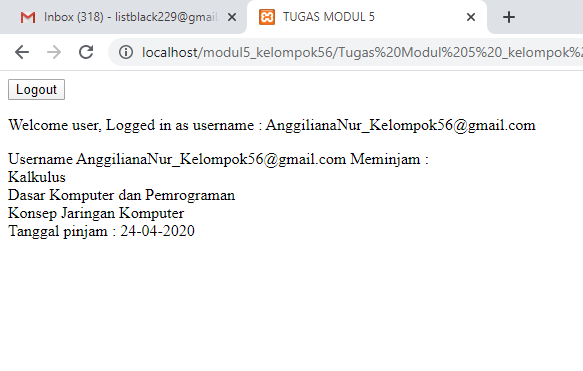 Inbox (318) - listblack229@gmail
TUGAS MODUL 5
localhost/modul5_kelompok56/Tugas%20Modul%205%20_kelompok%
Logout
Welcome user, Logged in as username : AnggilianaNur_Kelompok56@gmail.com
Username AnggilianaNur_Kelompok56@gmail.com Meminjam :
Kalkulus
Dasar Komputer dan Pemrograman
Konsep Jaringan Komputer
Tanggal pinjam : 24-04-2020